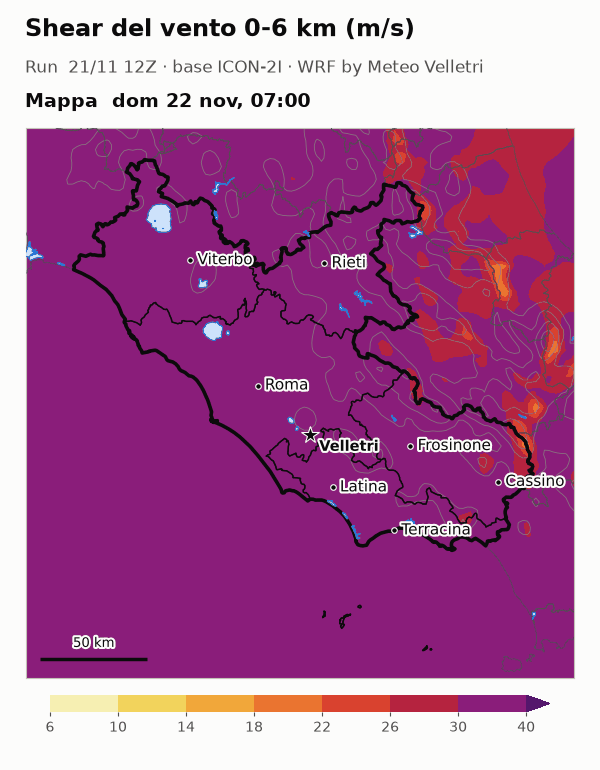 Shear del vento 0-6 km (m/s)
Run  21/11 12Z · base ICON-2I · WRF by Meteo Velletri
Mappa  dom 22 nov, 07:00
Viterbo
Rieti
Roma
Velletri
Frosinone
Latina
Cassino
Terracina
50 km
6 10 14 18 22 26 30 40